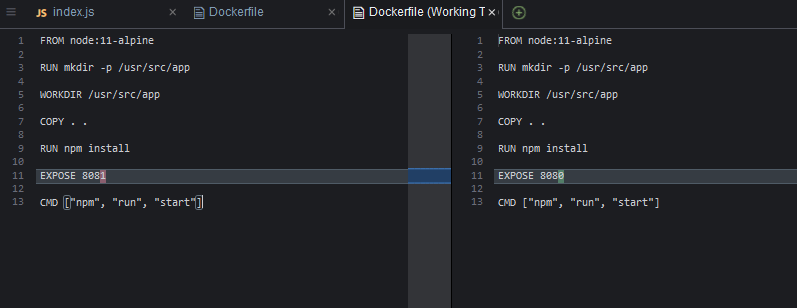 index.js
Dockerfile
Dockerfile (Working T
1 FROM node:11-alpine
2
3 RUN mkdir -p /usr/src/app
4
5 WORKDIR /usr/src/app
6
7 COPY . .
8
9 RUN npm install
10
11 EXPOSE 8081
12
13 CMD ["npm", "run", "start"]
1 FROM node:11-alpine
2
3 RUN mkdir -p /usr/src/app
4
5 WORKDIR /usr/src/app
6
7 COPY . .
8
9 RUN npm install
10
11 EXPOSE 8080
12
13 CMD ["npm", "run", "start"]